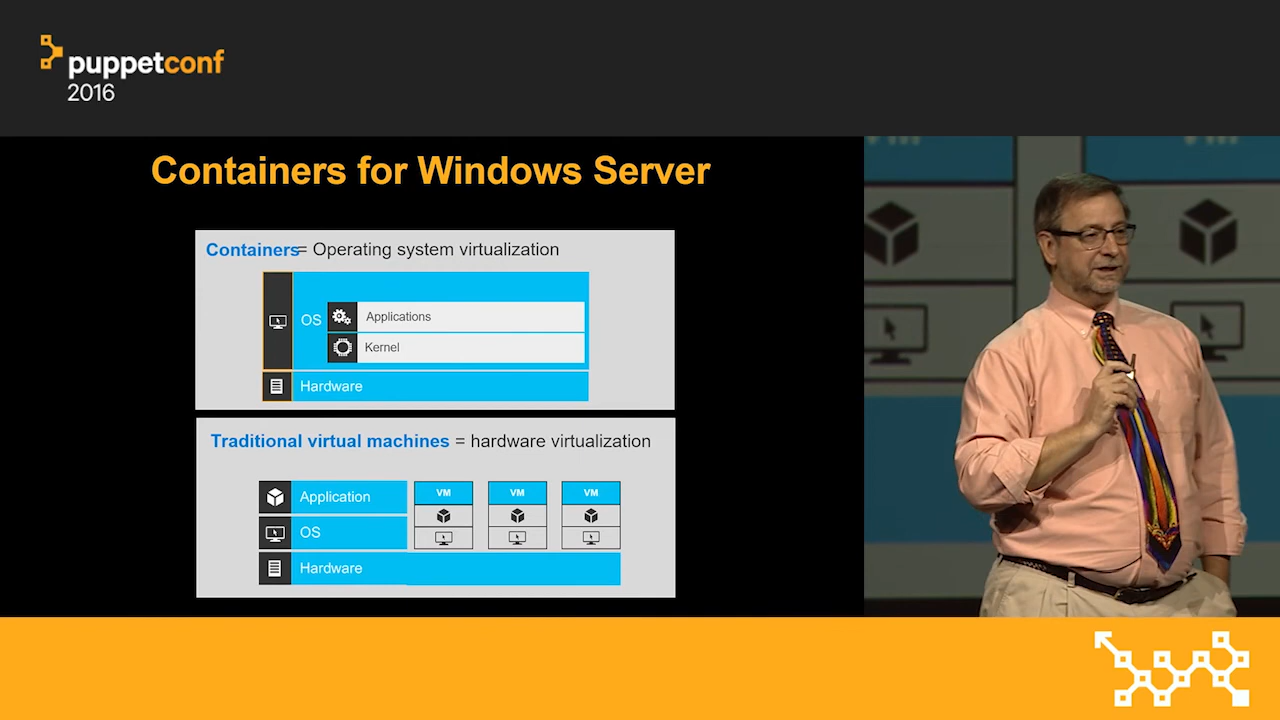 puppetconf
2016
Containers for Windows Server
Containers= Operating system virtualization
OS
Applications
Kernel
Hardware
Traditional virtual machines = hardware virtualization
Application
VM
VM
VM
OS
Hardware